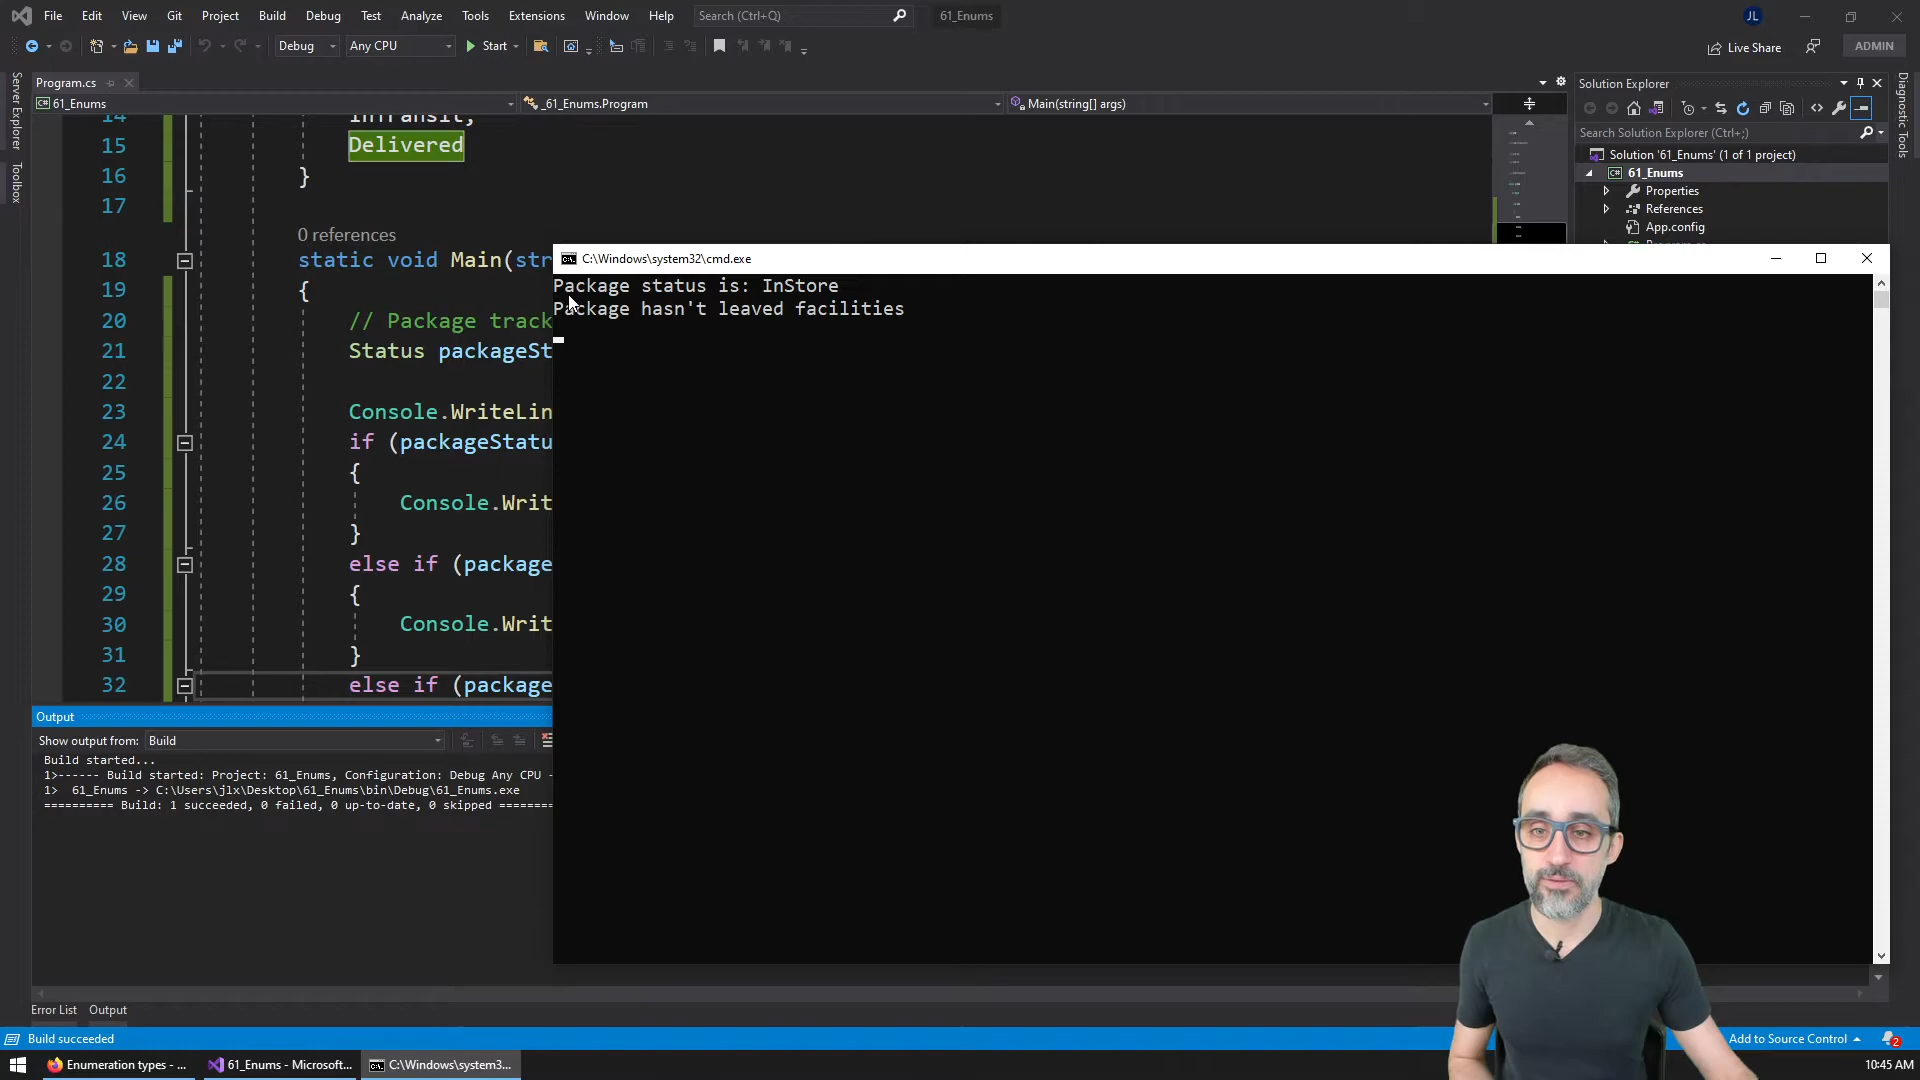 File Edit View Git Project Build Debug Test Analyze Tools Extensions Window Help Search (Ctrl+Q) 61_Enums JL
Debug Any CPU Start Live Share ADMIN
Server Explorer
Toolbox
Diagnostic Tools
Program.cs
61_Enums _61_Enums.Program Main(string[] args)
14 InTransit,
15 Delivered
16 }
17
0 references
18 static void Main(str
19 {
20 // Package track
21 Status packageSt
22
23 Console.WriteLin
24 if (packageStatu
25 {
26 Console.Writ
27 }
28 else if (package
29 {
30 Console.Writ
31 }
32 else if (package
Solution Explorer
Search Solution Explorer (Ctrl+;)
Solution '61_Enums' (1 of 1 project)
61_Enums
Properties
References
App.config
C:\Windows\system32\cmd.exe
Package status is: InStore
Package hasn't leaved facilities
Output
Show output from: Build
Build started...
1>------ Build started: Project: 61_Enums, Configuration: Debug Any CPU -
1>  61_Enums -> C:\Users\jlx\Desktop\61_Enums\bin\Debug\61_Enums.exe
========== Build: 1 succeeded, 0 failed, 0 up-to-date, 0 skipped =======
Error List Output
Build succeeded Add to Source Control 2
Enumeration types - ... 61_Enums - Microsoft... C:\Windows\system3... 10:45 AM